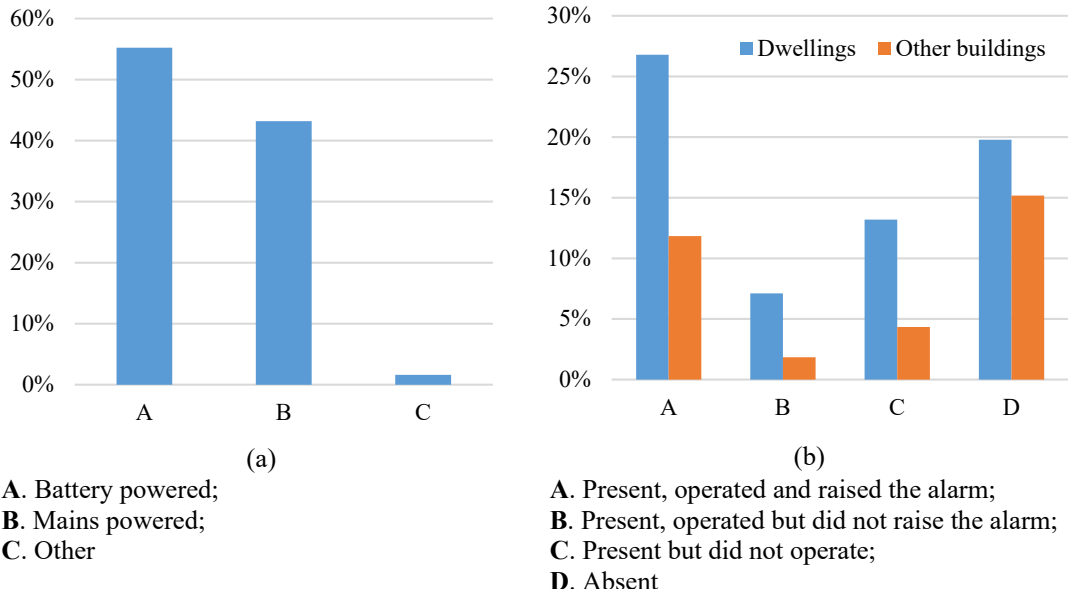 60%
50%
40%
30%
20%
10%
0%
A B C
(a)
A. Battery powered;
B. Mains powered;
C. Other
30%
25%
20%
15%
10%
5%
0%
Dwellings Other buildings
A B C D
(b)
A. Present, operated and raised the alarm;
B. Present, operated but did not raise the alarm;
C. Present but did not operate;
D. Absent